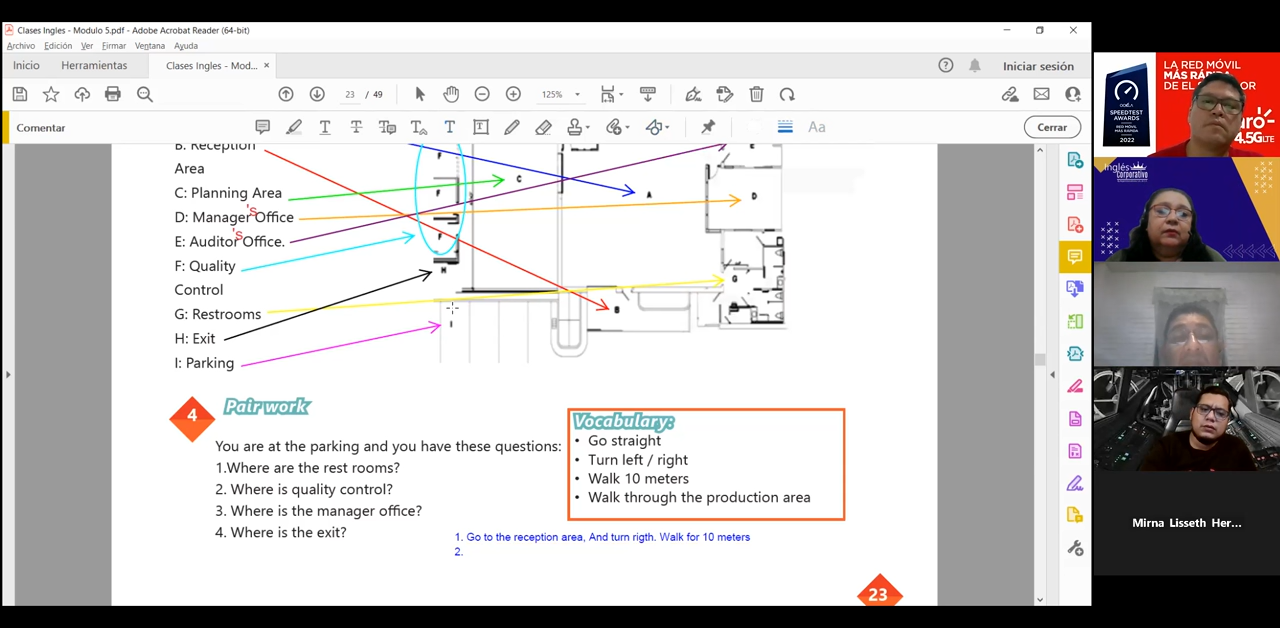 Clases Ingles - Modulo 5.pdf - Adobe Acrobat Reader (64-bit)
Archivo Edición Ver Firmar Ventana Ayuda
Inicio Herramientas Clases Ingles - Mod... × Iniciar sesión
23 / 49 125%
Comentar Aa Cerrar
B: Reception
Area
C: Planning Area
D: Manager's Office
E: Auditor's Office.
F: Quality
Control
G: Restrooms
H: Exit
I: Parking
F
F
F
H
I
C
A
B
E
D
G
4
Pair work
You are at the parking and you have these questions:
1.Where are the rest rooms?
2. Where is quality control?
3. Where is the manager office?
4. Where is the exit?
Vocabulary:
• Go straight
• Turn left / right
• Walk 10 meters
• Walk through the production area
1. Go to the reception area, And turn rigth. Walk for 10 meters
2.
23
LA RED MÓVIL
MÁS RÁPIDA
SPEEDTEST
AWARDS
2022
4.5G LTE
Inglés
Corporativo
Mirna Lisseth Her...